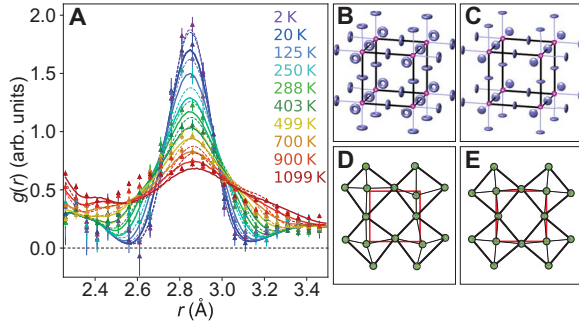 A
2 K
20 K
125 K
250 K
288 K
403 K
499 K
700 K
900 K
1099 K
g(r) (arb. units)
2.0
1.5
1.0
0.5
0.0
2.4 2.6 2.8 3.0 3.2 3.4
r (Å)
B
C
D
E